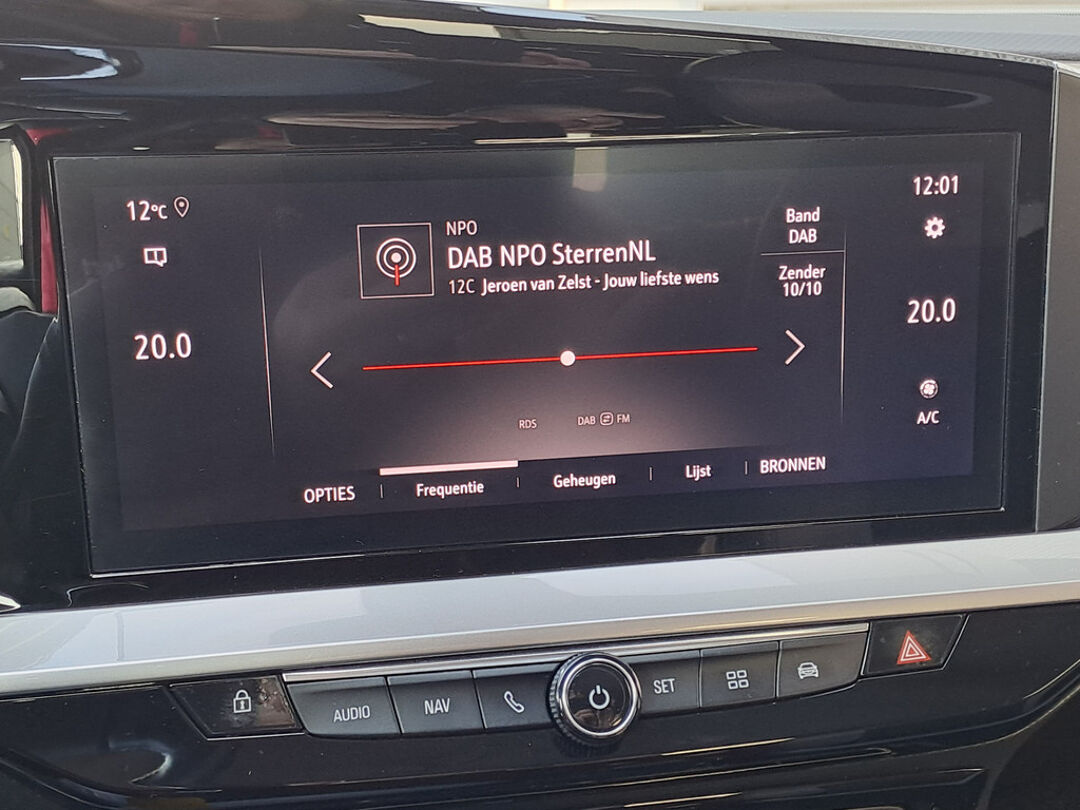 12°C
20.0
NPO
DAB NPO SterrenNL
12C Jeroen van Zelst - Jouw liefste wens
Band
DAB
Zender
10/10
12:01
20.0
A/C
RDS
DAB FM
OPTIES
Frequentie
Geheugen
Lijst
BRONNEN
AUDIO
NAV
SET